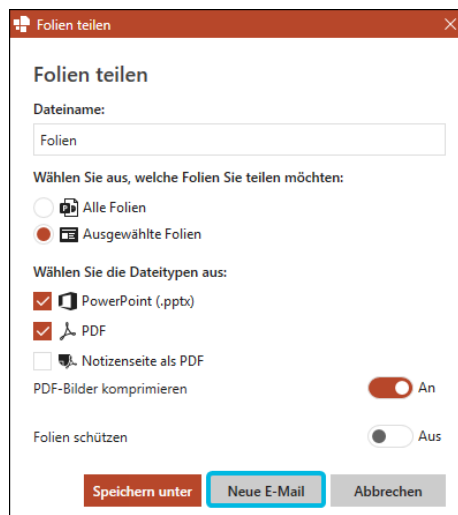 Folien teilen
Folien teilen
Dateiname:
Folien
Wählen Sie aus, welche Folien Sie teilen möchten:
Alle Folien
Ausgewählte Folien
Wählen Sie die Dateitypen aus:
PowerPoint (.pptx)
PDF
Notizenseite als PDF
PDF-Bilder komprimieren An
Folien schützen Aus
Speichern unter Neue E-Mail Abbrechen